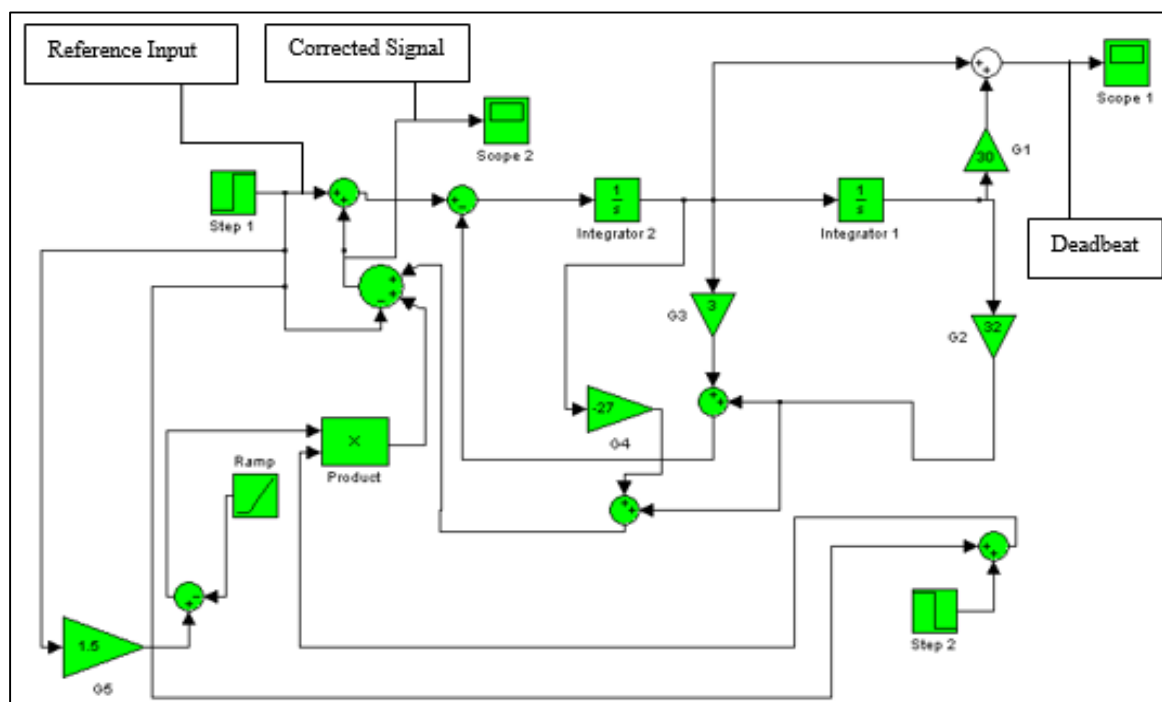 Reference Input
Corrected Signal
Scope 1
Scope 2
30
G1
Step 1
1
s
Integrator 2
1
s
Integrator 1
Deadbeat
3
G3
32
G2
-27
G4
×
Product
Ramp
1.5
G5
Step 2